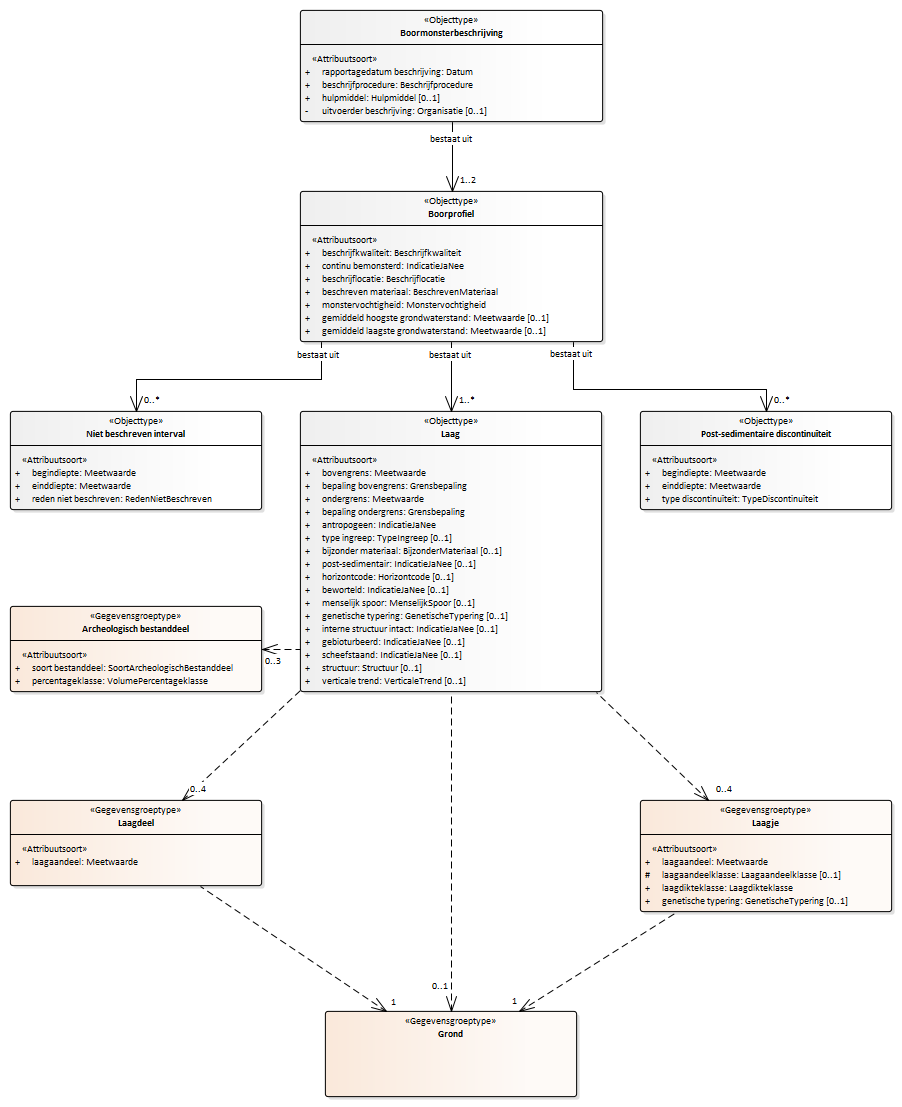 «Objecttype»
Boormonsterbeschrijving
«Attribuutsoort»
+ rapportagedatum beschrijving: Datum
+ beschrijfprocedure: Beschrijfprocedure
+ hulpmiddel: Hulpmiddel [0..1]
- uitvoerder beschrijving: Organisatie [0..1]
bestaat uit
1..2
«Objecttype»
Boorprofiel
«Attribuutsoort»
+ beschrijfkwaliteit: Beschrijfkwaliteit
+ continu bemonsterd: IndicatieJaNee
+ beschrijflocatie: Beschrijflocatie
+ beschreven materiaal: BeschrevenMateriaal
+ monstervochtigheid: Monstervochtigheid
+ gemiddeld hoogste grondwaterstand: Meetwaarde [0..1]
+ gemiddeld laagste grondwaterstand: Meetwaarde [0..1]
bestaat uit bestaat uit bestaat uit
0..* 1..* 0..*
«Objecttype»
Niet beschreven interval
«Attribuutsoort»
+ begindiepte: Meetwaarde
+ einddiepte: Meetwaarde
+ reden niet beschreven: RedenNietBeschreven
«Objecttype»
Laag
«Attribuutsoort»
+ bovengrens: Meetwaarde
+ bepaling bovengrens: Grensbepaling
+ ondergrens: Meetwaarde
+ bepaling ondergrens: Grensbepaling
+ antropogeen: IndicatieJaNee
+ type ingreep: TypeIngreep [0..1]
+ bijzonder materiaal: BijzonderMateriaal [0..1]
+ post-sedimentair: IndicatieJaNee [0..1]
+ horizontcode: Horizontcode [0..1]
+ beworteld: IndicatieJaNee [0..1]
+ menselijk spoor: MenselijkSpoor [0..1]
+ genetische typering: GenetischeTypering [0..1]
+ interne structuur intact: IndicatieJaNee [0..1]
+ gebioturbeerd: IndicatieJaNee [0..1]
+ scheefstaand: IndicatieJaNee [0..1]
+ structuur: Structuur [0..1]
+ verticale trend: VerticaleTrend [0..1]
«Objecttype»
Post-sedimentaire discontinuïteit
«Attribuutsoort»
+ begindiepte: Meetwaarde
+ einddiepte: Meetwaarde
+ type discontinuïteit: TypeDiscontinuïteit
«Gegevensgroeptype»
Archeologisch bestanddeel
«Attribuutsoort»
+ soort bestanddeel: SoortArcheologischBestanddeel
+ percentageklasse: VolumePercentageklasse
0..3
0..4 0..4
«Gegevensgroeptype»
Laagdeel
«Attribuutsoort»
+ laagaandeel: Meetwaarde
«Gegevensgroeptype»
Laagje
«Attribuutsoort»
+ laagaandeel: Meetwaarde
# laagaandeelklasse: Laagaandeelklasse [0..1]
+ laagdikteklasse: Laagdikteklasse
+ genetische typering: GenetischeTypering [0..1]
1 0..1 1
«Gegevensgroeptype»
Grond